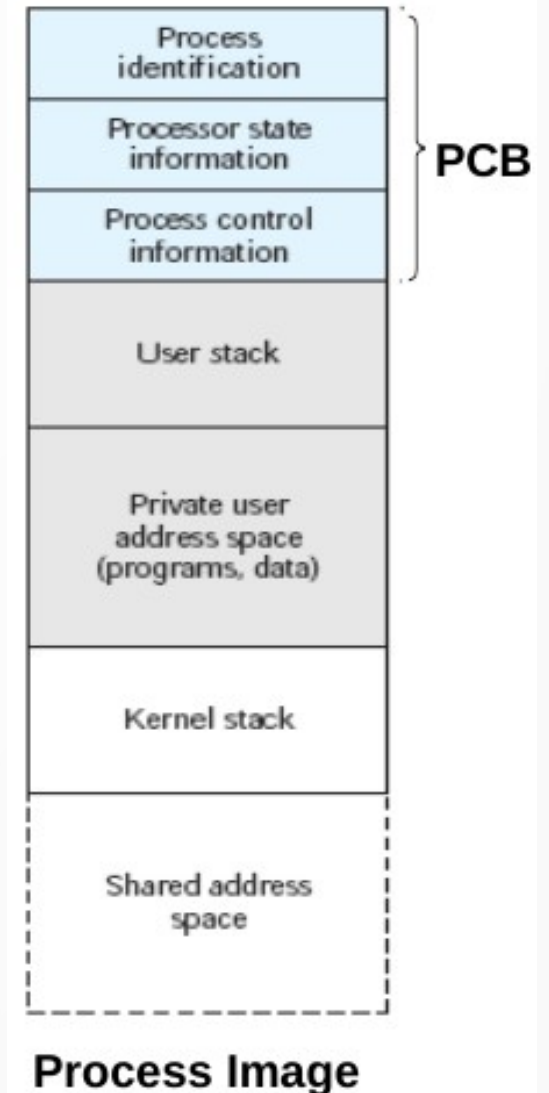 Process
identification
Processor state
information
PCB
Process control
information
User stack
Private user
address space
(programs, data)
Kernel stack
Shared address
space
Process Image